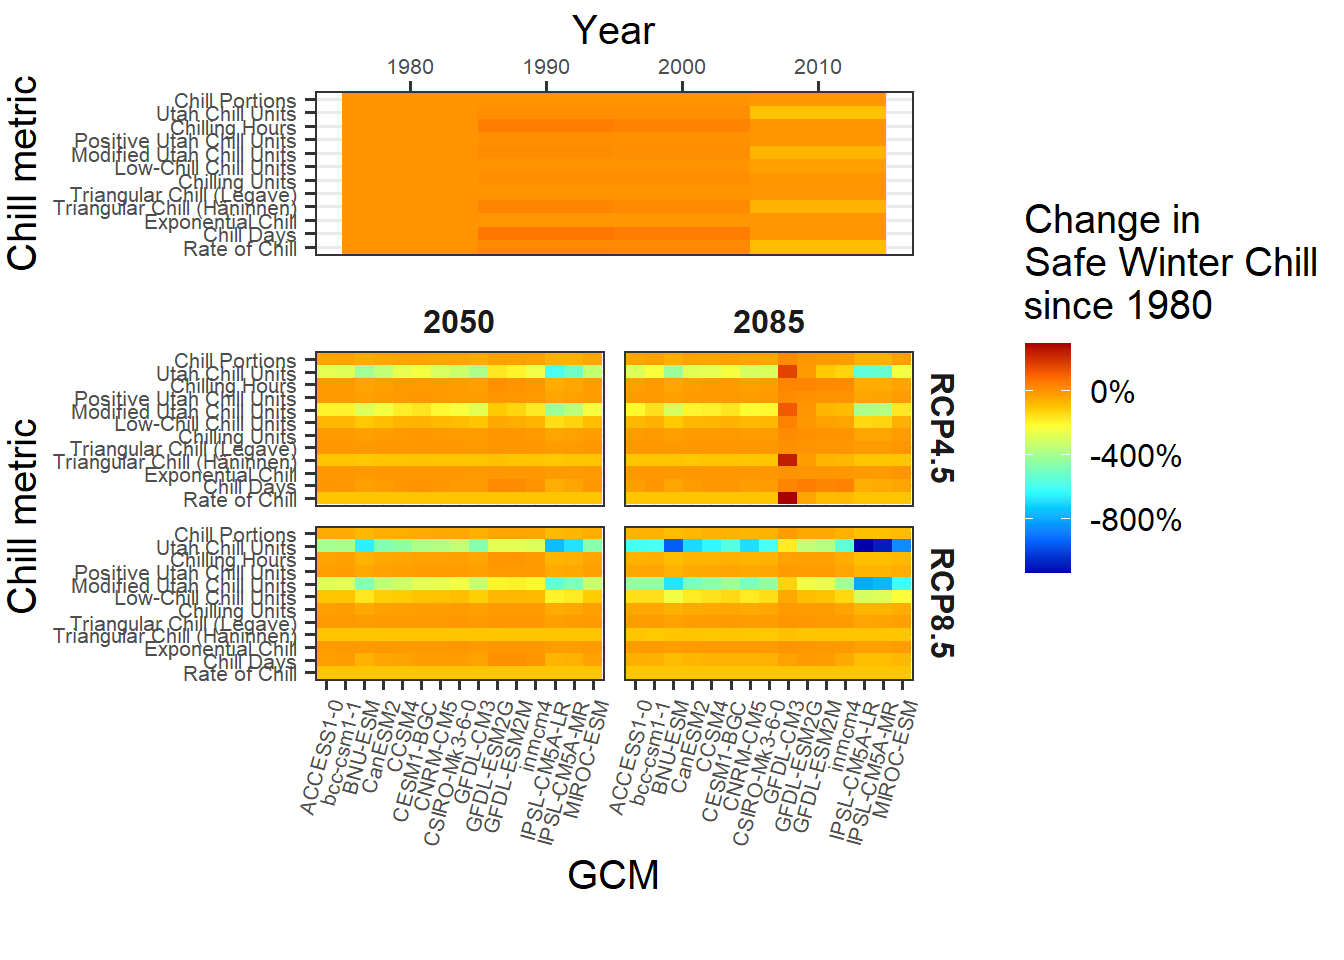 Year
1980 1990 2000 2010
Chill metric
Chill Portions
Utah Chill Units
Chilling Hours
Positive Utah Chill Units
Modified Utah Chill Units
Low-Chill Chill Units
Chilling Units
Triangular Chill (Legave)
Triangular Chill (Haninnen)
Exponential Chill
Chill Days
Rate of Chill
Change in
Safe Winter Chill
since 1980
0%
-400%
-800%
2050 2085
Chill metric
Chill Portions
Utah Chill Units
Chilling Hours
Positive Utah Chill Units
Modified Utah Chill Units
Low-Chill Chill Units
Chilling Units
Triangular Chill (Legave)
Triangular Chill (Haninnen)
Exponential Chill
Chill Days
Rate of Chill
RCP4.5
Chill Portions
Utah Chill Units
Chilling Hours
Positive Utah Chill Units
Modified Utah Chill Units
Low-Chill Chill Units
Chilling Units
Triangular Chill (Legave)
Triangular Chill (Haninnen)
Exponential Chill
Chill Days
Rate of Chill
RCP8.5
ACCESS1-0
bcc-csm1-1
BNU-ESM
CanESM2
CCSM4
CESM1-BGC
CNRM-CM5
CSIRO-Mk3-6-0
GFDL-CM3
GFDL-ESM2G
GFDL-ESM2M
inmcm4
IPSL-CM5A-LR
IPSL-CM5A-MR
MIROC-ESM
ACCESS1-0
bcc-csm1-1
BNU-ESM
CanESM2
CCSM4
CESM1-BGC
CNRM-CM5
CSIRO-Mk3-6-0
GFDL-CM3
GFDL-ESM2G
GFDL-ESM2M
inmcm4
IPSL-CM5A-LR
IPSL-CM5A-MR
MIROC-ESM
GCM